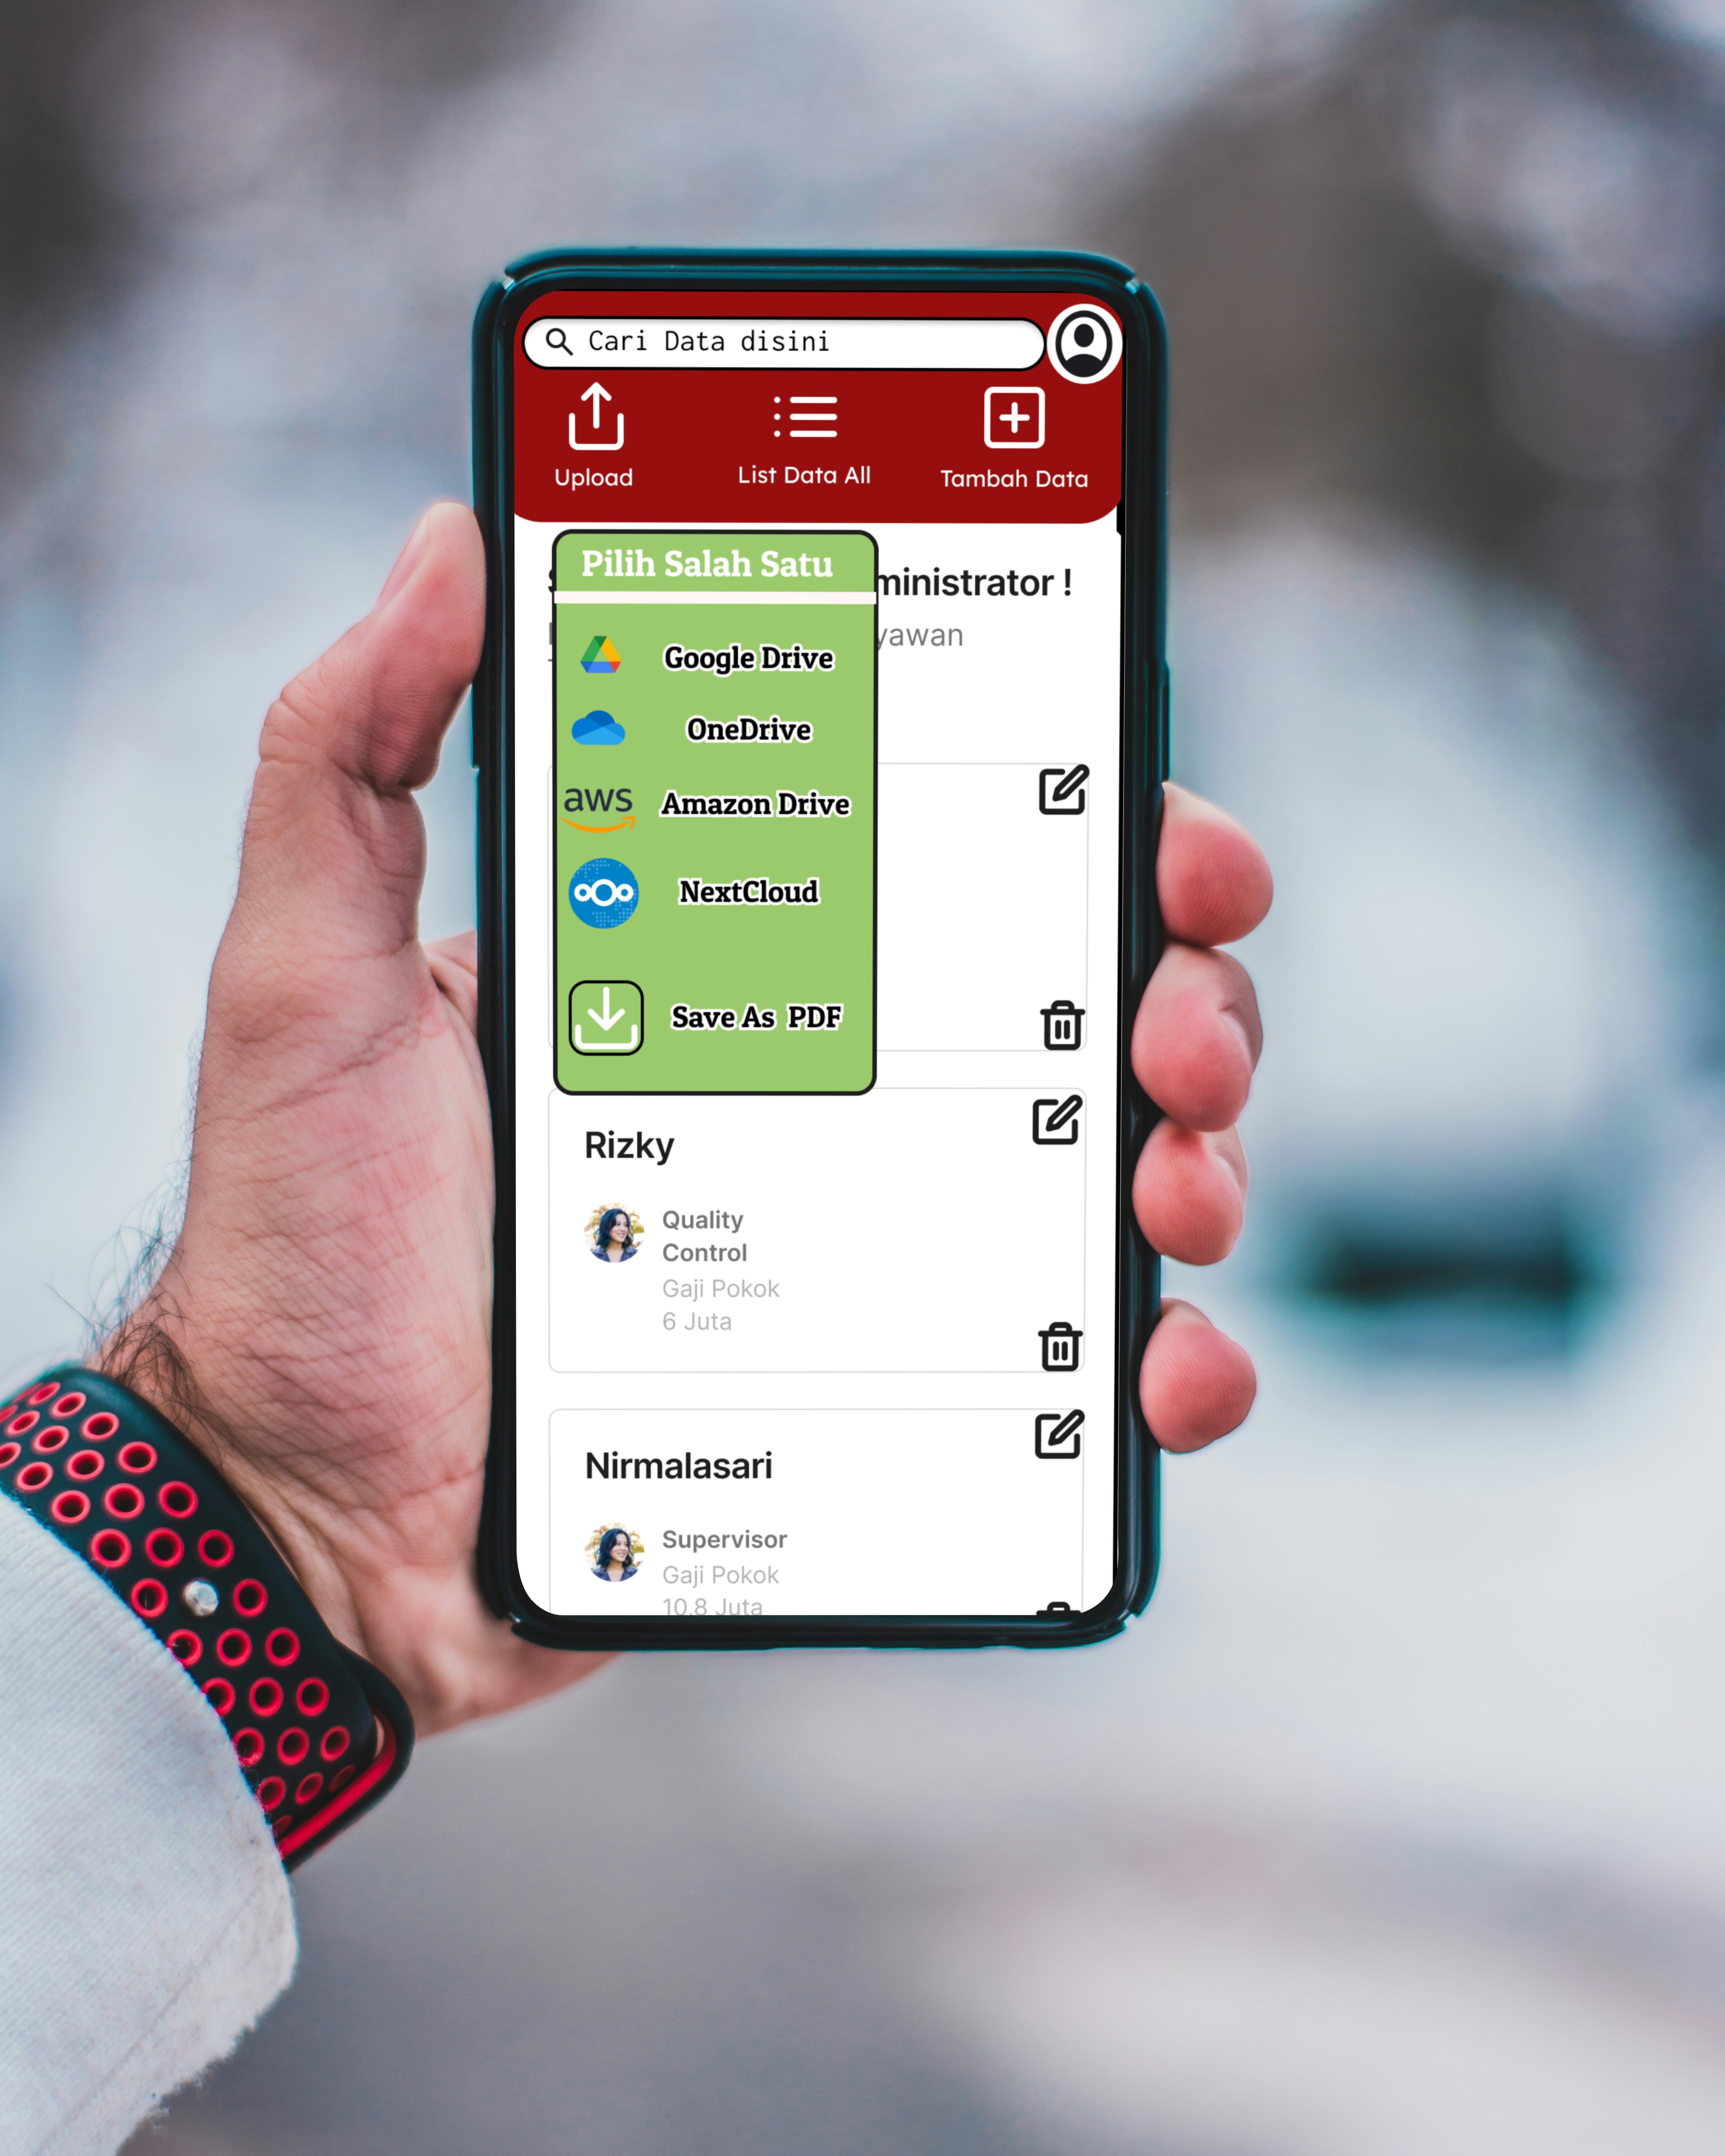 Cari Data disini
Upload
List Data All
Tambah Data
Pilih Salah Satu
ministrator !
yawan
Google Drive
OneDrive
aws Amazon Drive
NextCloud
Save As PDF
Rizky
Quality
Control
Gaji Pokok
6 Juta
Nirmalasari
Supervisor
Gaji Pokok
10.8 Juta